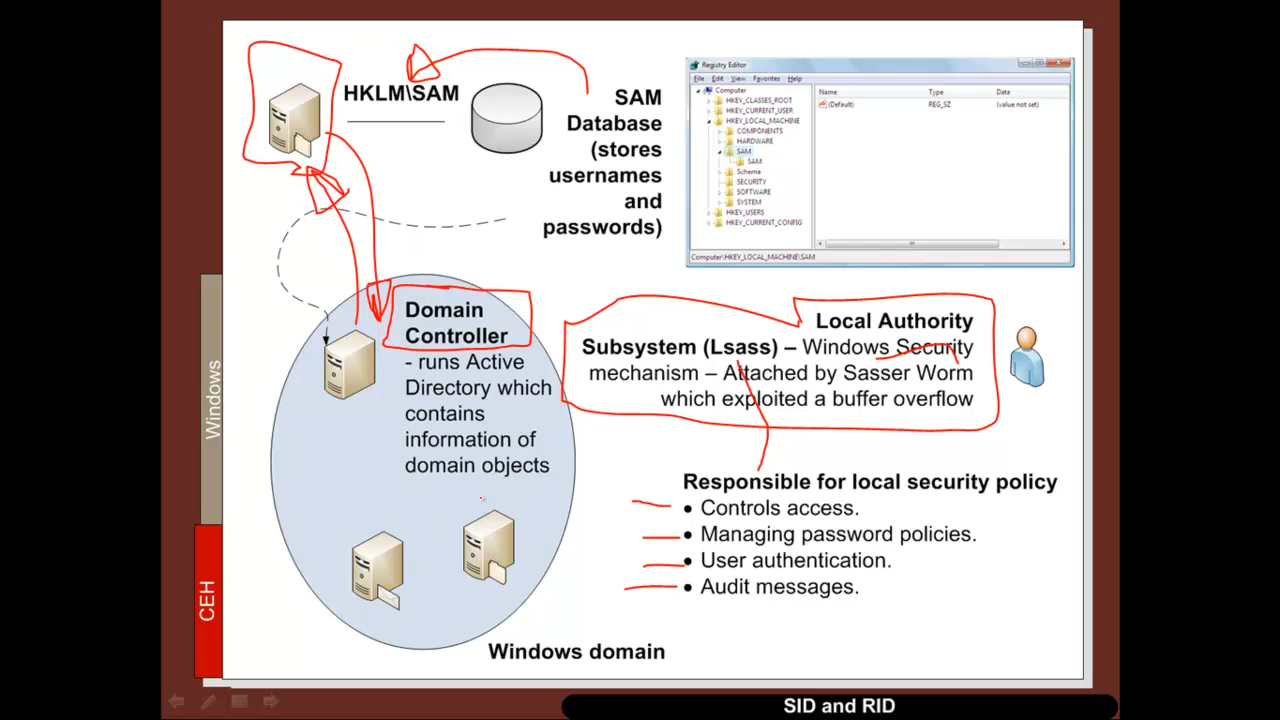 HKLM\SAM
SAM
Database
(stores
usernames
and
passwords)
Registry Editor
File Edit View Favorites Help
Computer
HKEY_CLASSES_ROOT
HKEY_CURRENT_USER
HKEY_LOCAL_MACHINE
COMPONENTS
HARDWARE
SAM
SAM
Schema
SECURITY
SOFTWARE
SYSTEM
HKEY_USERS
HKEY_CURRENT_CONFIG
Name Type Data
(Default) REG_SZ (value not set)
Computer\HKEY_LOCAL_MACHINE\SAM
Domain
Controller
- runs Active
Directory which
contains
information of
domain objects
Windows domain
Local Authority
Subsystem (Lsass) – Windows Security
mechanism – Attached by Sasser Worm
which exploited a buffer overflow
Responsible for local security policy
• Controls access.
• Managing password policies.
• User authentication.
• Audit messages.
Windows
CEH
SID and RID